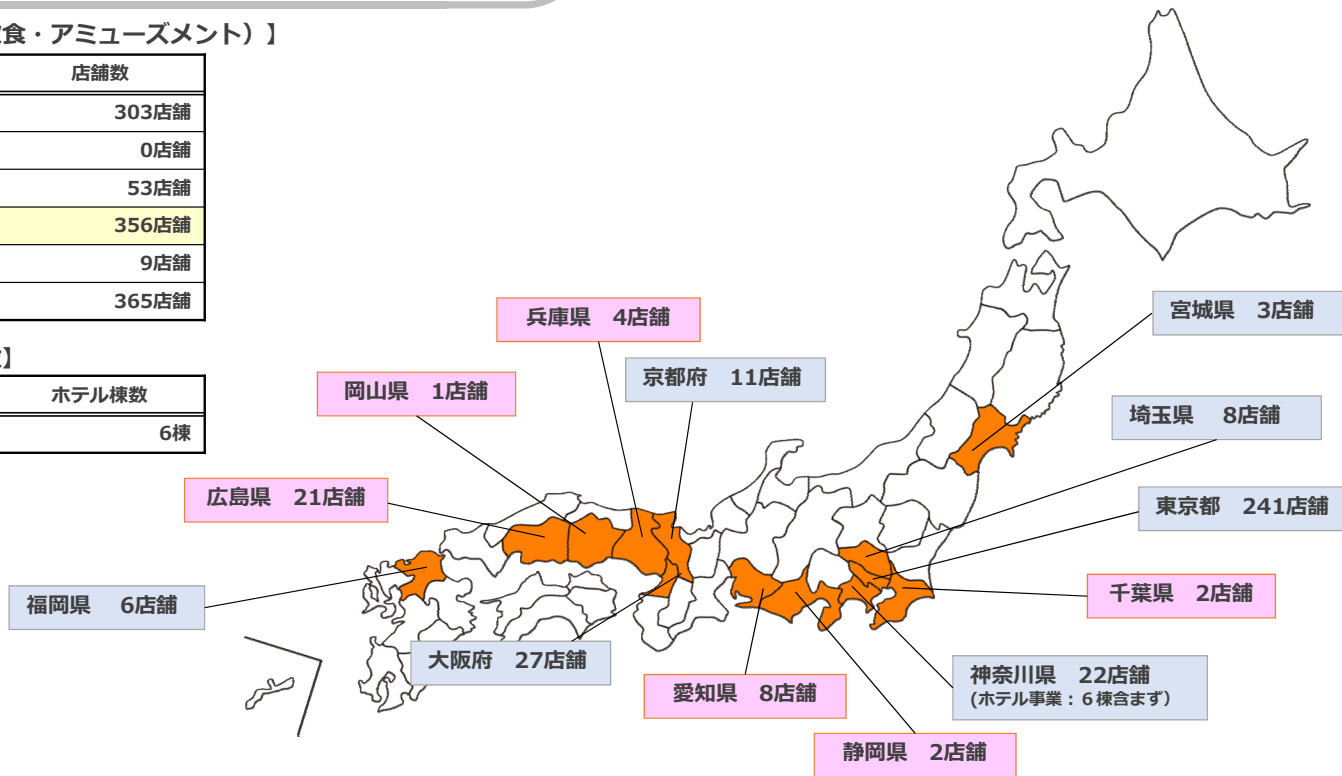 食・アミューズメント）】
店舗数
303店舗
0店舗
53店舗
356店舗
9店舗
365店舗
】
ホテル棟数
6棟
兵庫県　4店舗
宮城県　3店舗
京都府　11店舗
岡山県　1店舗
埼玉県　8店舗
広島県　21店舗
東京都　241店舗
千葉県　2店舗
福岡県　6店舗
大阪府　27店舗
神奈川県　22店舗
(ホテル事業：６棟含まず）
愛知県　8店舗
静岡県　2店舗